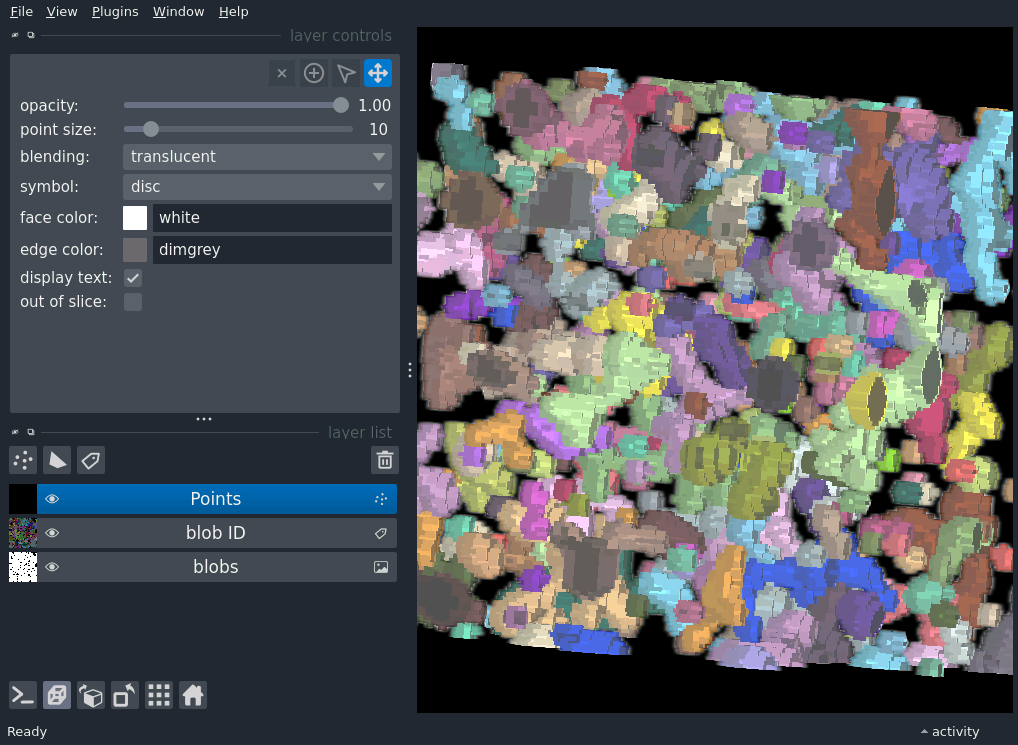 File View Plugins Window Help
layer controls
opacity: 1.00
point size: 10
blending: translucent
symbol: disc
face color: white
edge color: dimgrey
display text:
out of slice:
layer list
Points
blob ID
blobs
Ready
activity